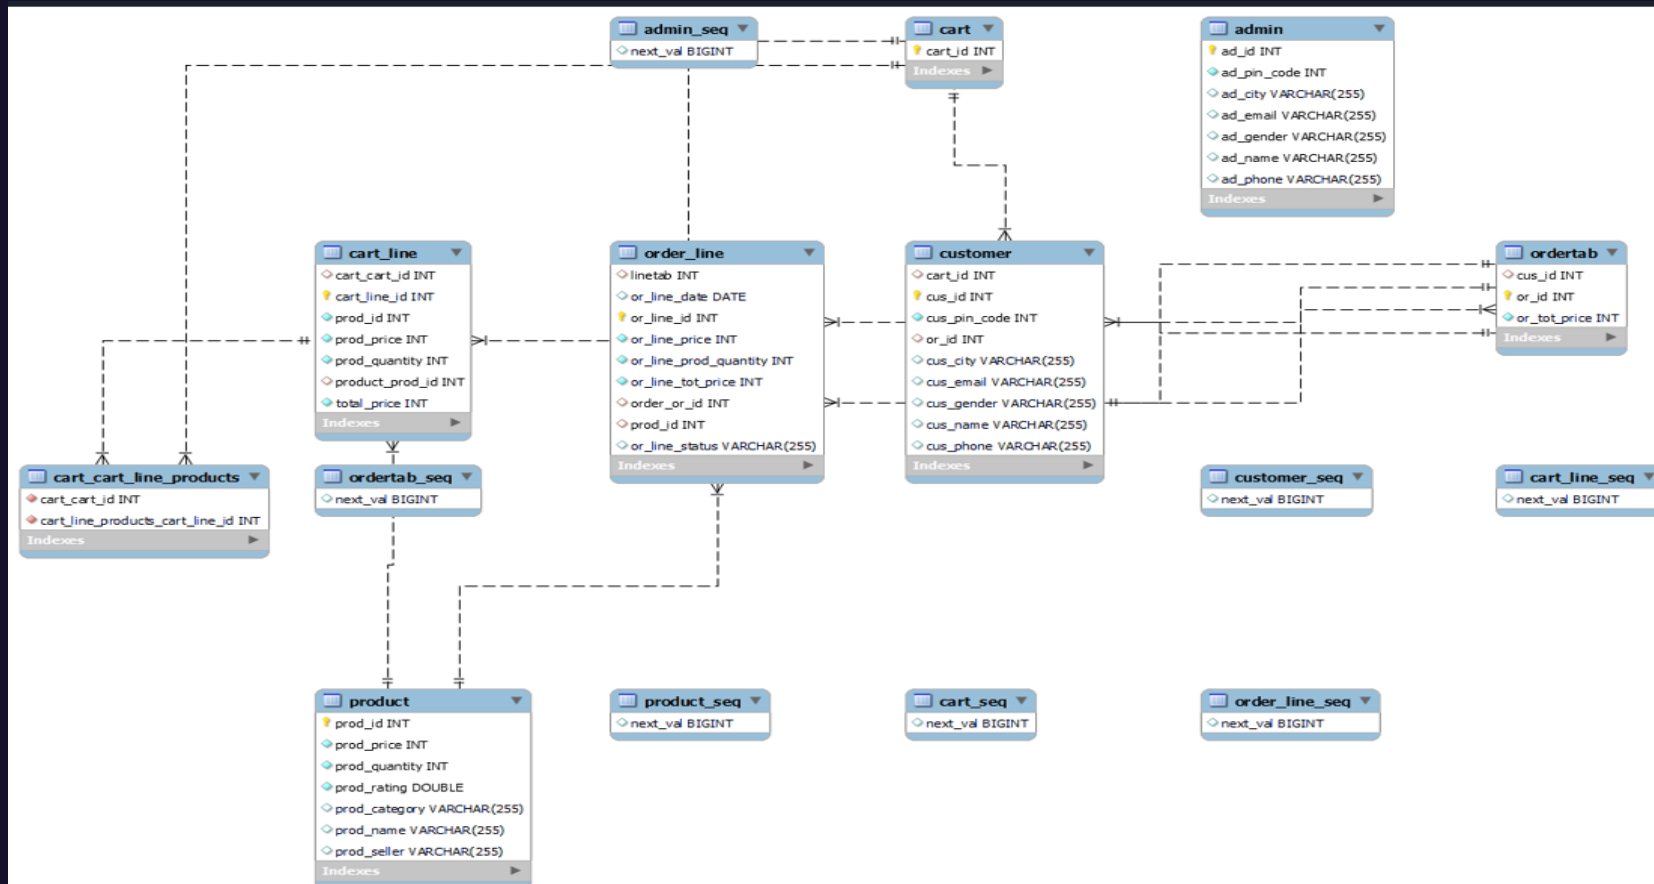 admin_seq
next_val BIGINT
cart
cart_id INT
Indexes
admin
ad_id INT
ad_pin_code INT
ad_city VARCHAR(255)
ad_email VARCHAR(255)
ad_gender VARCHAR(255)
ad_name VARCHAR(255)
ad_phone VARCHAR(255)
Indexes
cart_line
cart_cart_id INT
cart_line_id INT
prod_id INT
prod_price INT
prod_quantity INT
product_prod_id INT
total_price INT
Indexes
order_line
linetab INT
or_line_date DATE
or_line_id INT
or_line_price INT
or_line_prod_quantity INT
or_line_tot_price INT
order_or_id INT
prod_id INT
or_line_status VARCHAR(255)
Indexes
customer
cart_id INT
cus_id INT
cus_pin_code INT
or_id INT
cus_city VARCHAR(255)
cus_email VARCHAR(255)
cus_gender VARCHAR(255)
cus_name VARCHAR(255)
cus_phone VARCHAR(255)
Indexes
ordertab
cus_id INT
or_id INT
or_tot_price INT
Indexes
cart_cart_line_products
cart_cart_id INT
cart_line_products_cart_line_id INT
Indexes
ordertab_seq
next_val BIGINT
customer_seq
next_val BIGINT
cart_line_seq
next_val BIGINT
product
prod_id INT
prod_price INT
prod_quantity INT
prod_rating DOUBLE
prod_category VARCHAR(255)
prod_name VARCHAR(255)
prod_seller VARCHAR(255)
Indexes
product_seq
next_val BIGINT
cart_seq
next_val BIGINT
order_line_seq
next_val BIGINT